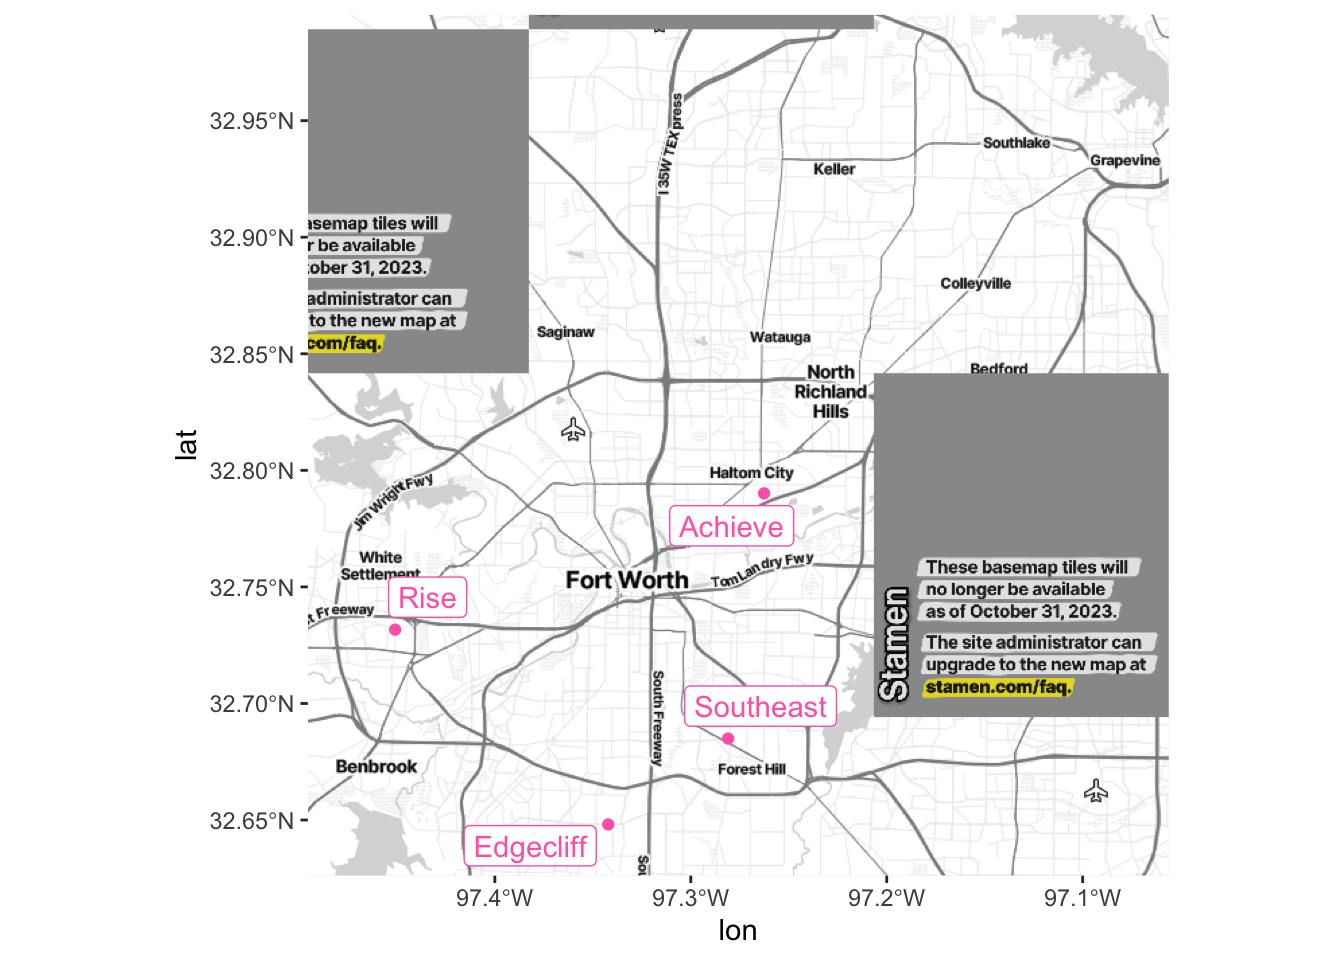 32.95°N
32.90°N
32.85°N
32.80°N
32.75°N
32.70°N
32.65°N
lat
97.4°W
97.3°W
97.2°W
97.1°W
lon
I 35W TEXpress
Southlake
Grapevine
Keller
asemap tiles will
r be available
tober 31, 2023.
administrator can
to the new map at
com/faq.
Colleyville
Saginaw
Watauga
Bedford
North
Richland
Hills
Haltom City
Jim Wright Fwy
Achieve
White
Settlement
Fort Worth
Tom Landry Fwy
Rise
t Freeway
Stamen
These basemap tiles will
no longer be available
as of October 31, 2023.
The site administrator can
upgrade to the new map at
stamen.com/faq.
South Freeway
Southeast
Forest Hill
Benbrook
Edgecliff
Sou